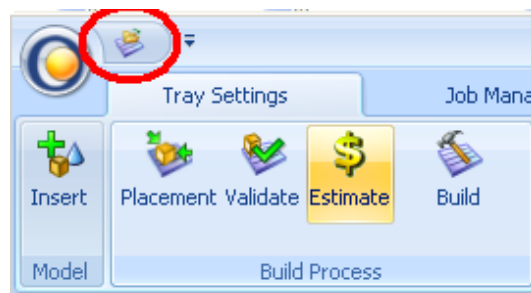 Tray Settings Job Mana
Insert Placement Validate Estimate Build
Model Build Process